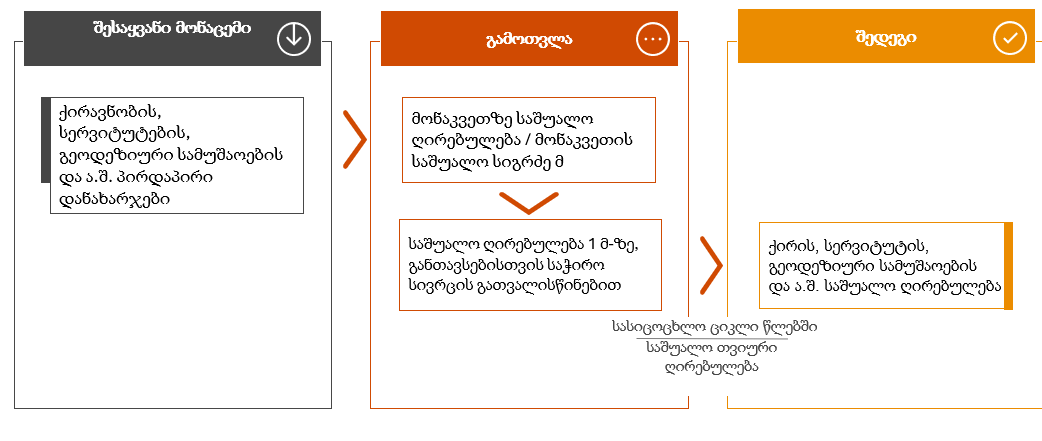 შესაყვანი მონაცემი
ქირავნობის,
სერვიტუტების,
გეოდეზიური სამუშაოების
და ა.შ. პირდაპირი
დანახარჯები
გამოთვლა
მონაკვეთზე საშუალო
ღირებულება / მონაკვეთის
საშუალო სიგრძე მ
საშუალო ღირებულება 1 მ-ზე,
განთავსებისთვის საჭირო
სივრცის გათვალისწინებით
სასიცოცხლო ციკლი წლებში
საშუალო თვიური
ღირებულება
შედეგი
ქირის, სერვიტუტის,
გეოდეზიური სამუშაოების
და ა.შ. საშუალო ღირებულება